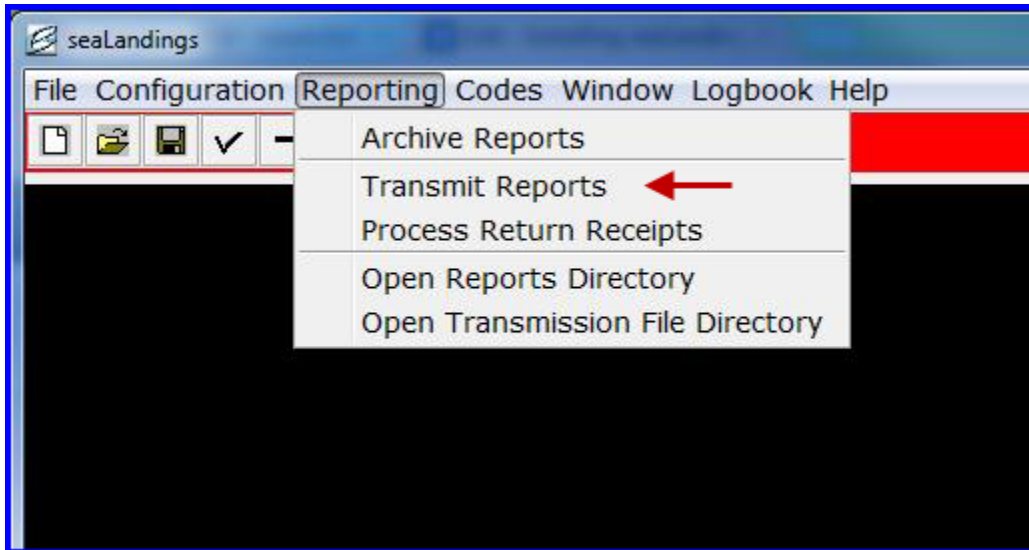 seaLandings
File Configuration Reporting Codes Window Logbook Help
Archive Reports
Transmit Reports
Process Return Receipts
Open Reports Directory
Open Transmission File Directory